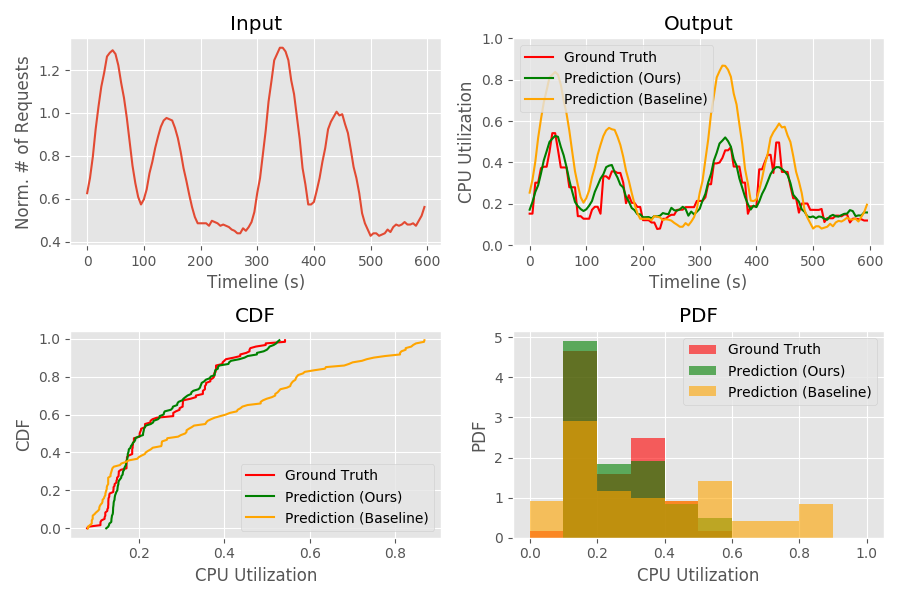 Input
Norm. # of Requests
1.2
1.0
0.8
0.6
0.4
0 100 200 300 400 500 600
Timeline (s)
Output
CPU Utilization
1.0
0.8
0.6
0.4
0.2
0.0
Ground Truth
Prediction (Ours)
Prediction (Baseline)
0 100 200 300 400 500 600
Timeline (s)
CDF
CDF
1.0
0.8
0.6
0.4
0.2
0.0
Ground Truth
Prediction (Ours)
Prediction (Baseline)
0.2 0.4 0.6 0.8
CPU Utilization
PDF
PDF
5
4
3
2
1
0
Ground Truth
Prediction (Ours)
Prediction (Baseline)
0.0 0.2 0.4 0.6 0.8 1.0
CPU Utilization